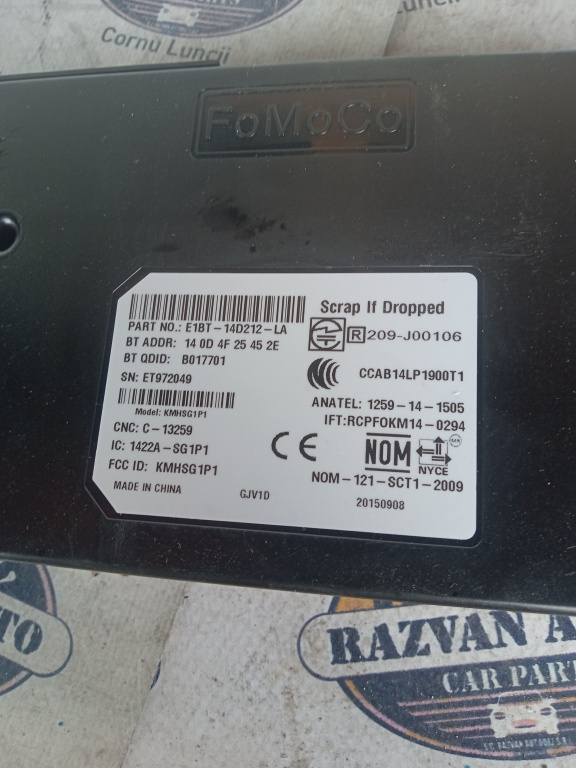 Cornu Luncii
FoMoCo
PART NO.: E1BT-14D212-LA
BT ADDR: 14 0D 4F 25 45 2E
BT QDID: B017701
SN: ET972049
Model: KMHSG1P1
CNC: C-13259
IC: 1422A-SG1P1
FCC ID: KMHSG1P1
MADE IN CHINA
GJV1D
Scrap If Dropped
R 209-J00106
CCAB14LP1900T1
ANATEL: 1259-14-1505
IFT:RCPFOKM14-0294
CE
NOM
NYCE
NOM-121-SCT1-2009
20150908
RAZVAN A
CAR PART